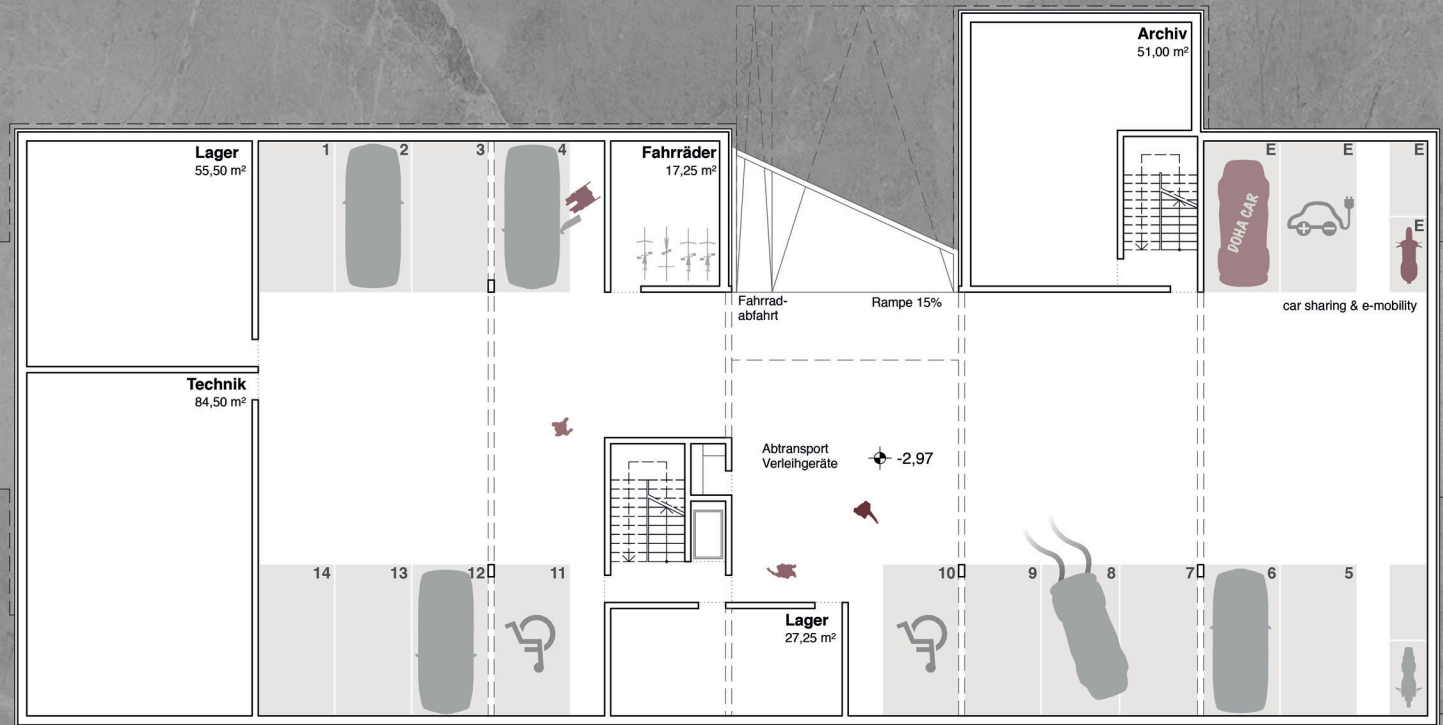 Archiv
51,00 m²
Lager
55,50 m²
1
2
3
4
Fahrräder
17,25 m²
E
E
E
E
DOHA CAR
Fahrrad-
abfahrt
Rampe 15%
car sharing & e-mobility
Technik
84,50 m²
Abtransport
Verleihgeräte
-2,97
14
13
12
11
10
9
8
7
6
5
Lager
27,25 m²